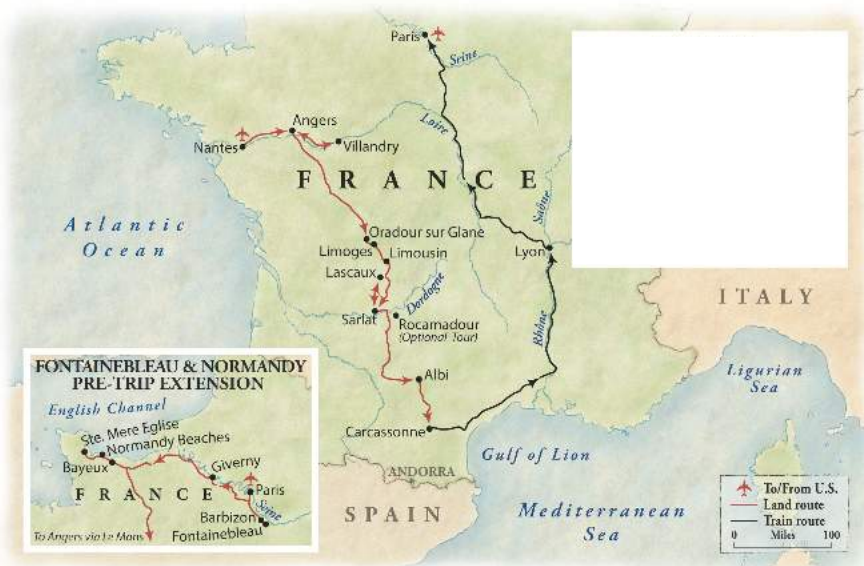 Paris
Seine
Angers
Loire
Nantes
Villandry
FRANCE
Saône
Atlantic
Ocean
Oradour sur Glane
Limoges
Limousin
Lyon
Lascaux
Dordogne
ITALY
Sarlat
Rocamadour
(Optional Tour)
Rhône
Ligurian
Sea
Albi
Carcassonne
Gulf of Lion
ANDORRA
SPAIN
Mediterranean
Sea
FONTAINEBLEAU & NORMANDY
PRE-TRIP EXTENSION
English Channel
Ste. Mere Eglise
Normandy Beaches
Bayeux
Giverny
FRANCE
Paris
Seine
Barbizon
Fontainebleau
To Angers via Le Mans
To/From U.S.
Land route
Train route
0 Miles 100